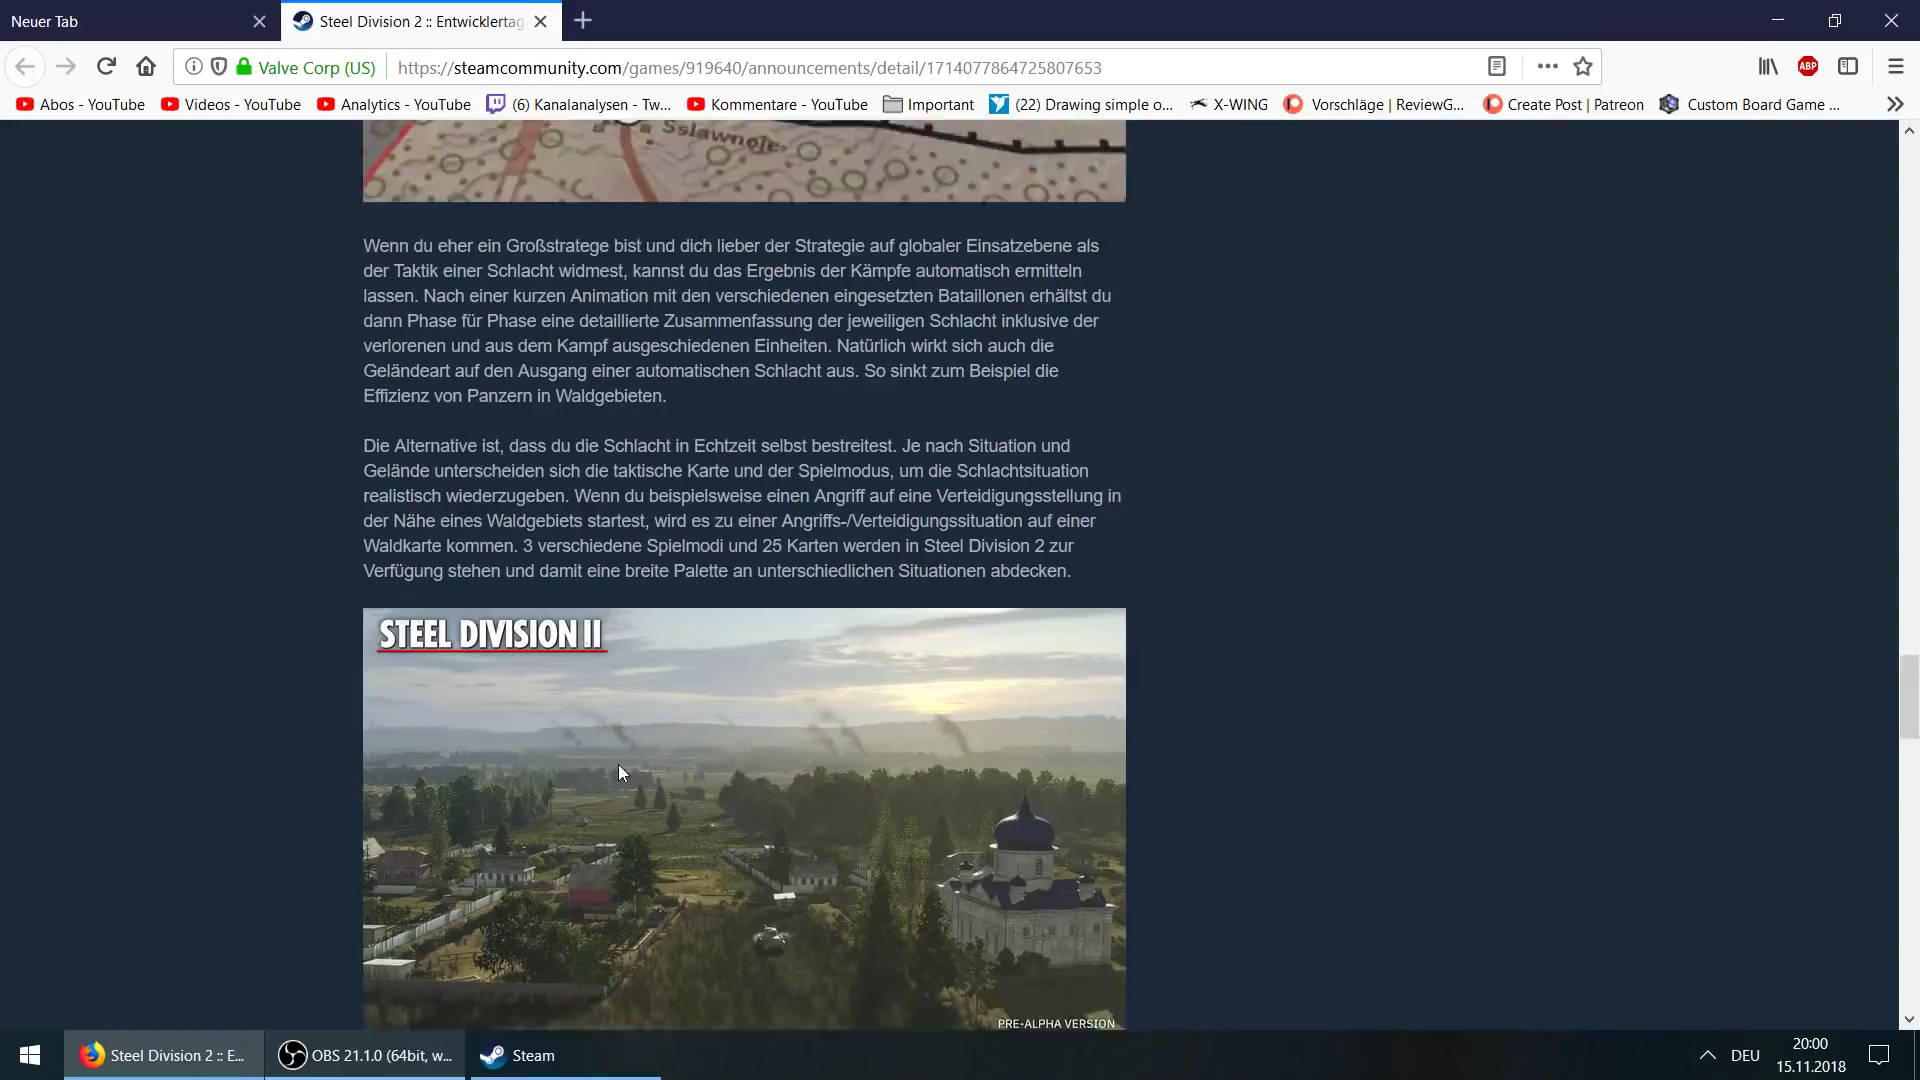 Neuer Tab
Steel Division 2 :: Entwicklertag
Valve Corp (US)
https://steamcommunity.com/games/919640/announcements/detail/1714077864725807653
ABP
Abos - YouTube
Videos - YouTube
Analytics - YouTube
(6) Kanalanalysen - Tw...
Kommentare - YouTube
Important
(22) Drawing simple o...
X-WING
Vorschläge | ReviewG...
Create Post | Patreon
Custom Board Game ...
Sslawnoje
Wenn du eher ein Großstratege bist und dich lieber der Strategie auf globaler Einsatzebene als
der Taktik einer Schlacht widmest, kannst du das Ergebnis der Kämpfe automatisch ermitteln
lassen. Nach einer kurzen Animation mit den verschiedenen eingesetzten Bataillonen erhältst du
dann Phase für Phase eine detaillierte Zusammenfassung der jeweiligen Schlacht inklusive der
verlorenen und aus dem Kampf ausgeschiedenen Einheiten. Natürlich wirkt sich auch die
Geländeart auf den Ausgang einer automatischen Schlacht aus. So sinkt zum Beispiel die
Effizienz von Panzern in Waldgebieten.
Die Alternative ist, dass du die Schlacht in Echtzeit selbst bestreitest. Je nach Situation und
Gelände unterscheiden sich die taktische Karte und der Spielmodus, um die Schlachtsituation
realistisch wiederzugeben. Wenn du beispielsweise einen Angriff auf eine Verteidigungsstellung in
der Nähe eines Waldgebiets startest, wird es zu einer Angriffs-/Verteidigungssituation auf einer
Waldkarte kommen. 3 verschiedene Spielmodi und 25 Karten werden in Steel Division 2 zur
Verfügung stehen und damit eine breite Palette an unterschiedlichen Situationen abdecken.
STEEL DIVISION II
PRE-ALPHA VERSION
Steel Division 2 :: E...
OBS 21.1.0 (64bit, w...
Steam
DEU
20:00
15.11.2018